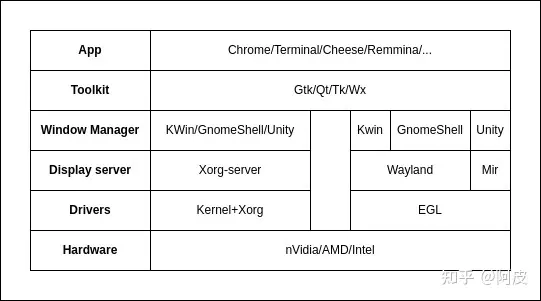 App Chrome/Terminal/Cheese/Remmina/...
Toolkit Gtk/Qt/Tk/Wx
Window Manager KWin/GnomeShell/Unity Kwin GnomeShell Unity
Display server Xorg-server Wayland Mir
Drivers Kernel+Xorg EGL
Hardware nVidia/AMD/Intel
知乎 @阿皮